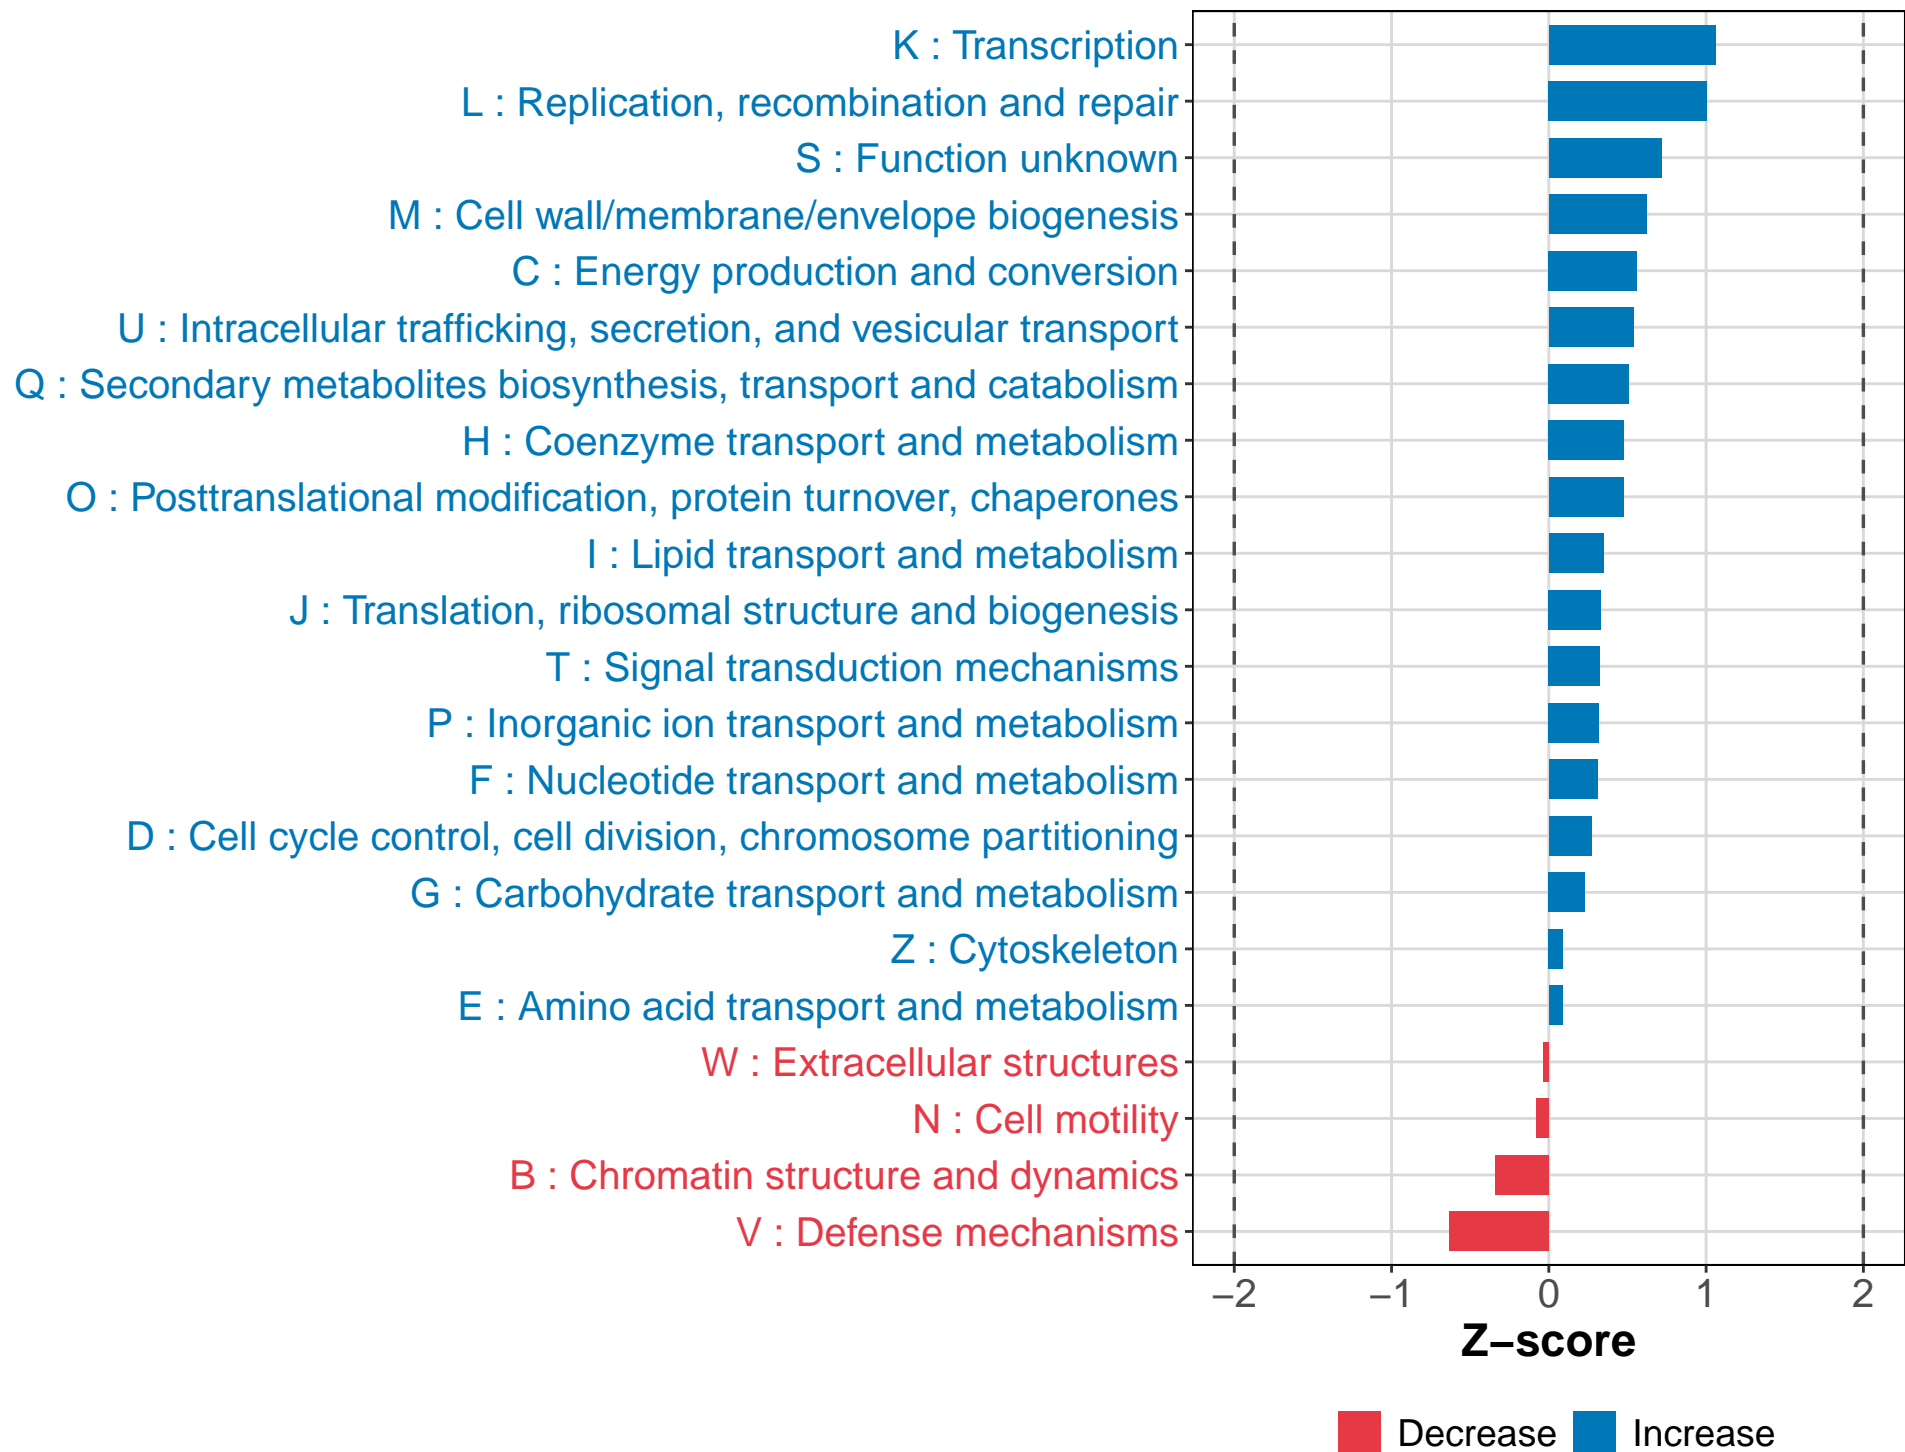 K : Transcription
L : Replication, recombination and repair
S : Function unknown
M : Cell wall/membrane/envelope biogenesis
C : Energy production and conversion
U : Intracellular trafficking, secretion, and vesicular transport
Q : Secondary metabolites biosynthesis, transport and catabolism
H : Coenzyme transport and metabolism
O : Posttranslational modification, protein turnover, chaperones
I : Lipid transport and metabolism
J : Translation, ribosomal structure and biogenesis
T : Signal transduction mechanisms
P : Inorganic ion transport and metabolism
F : Nucleotide transport and metabolism
D : Cell cycle control, cell division, chromosome partitioning
G : Carbohydrate transport and metabolism
Z : Cytoskeleton
E : Amino acid transport and metabolism
W : Extracellular structures
N : Cell motility
B : Chromatin structure and dynamics
V : Defense mechanisms
−2 −1 0 1 2
Z−score
Decrease Increase